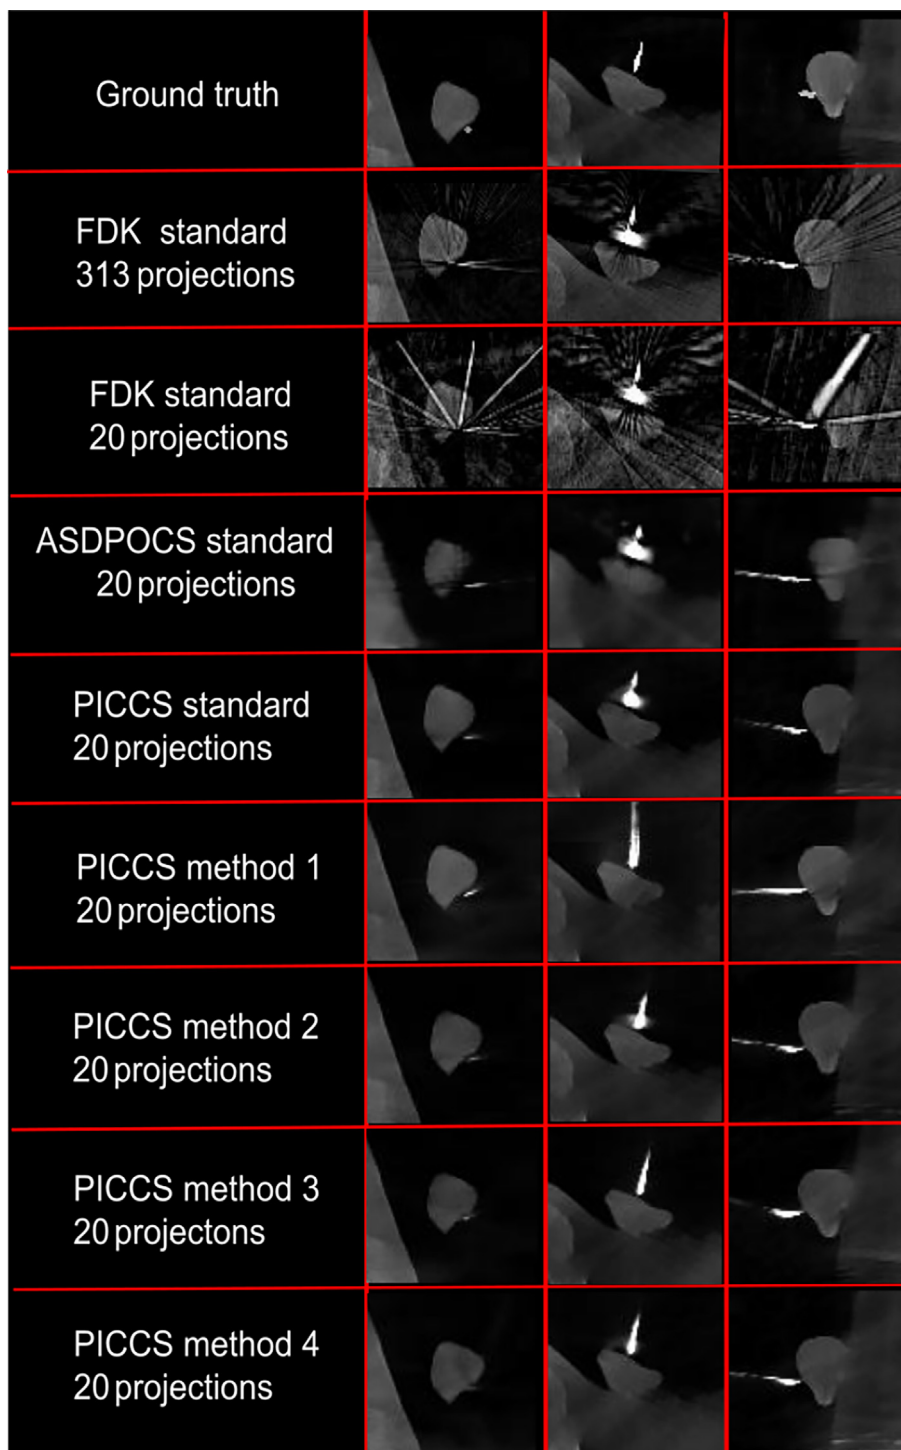 Ground truth
FDK standard
313 projections
FDK standard
20 projections
ASDPOCS standard
20 projections
PICCS standard
20 projections
PICCS method 1
20 projections
PICCS method 2
20 projections
PICCS method 3
20 projectons
PICCS method 4
20 projections